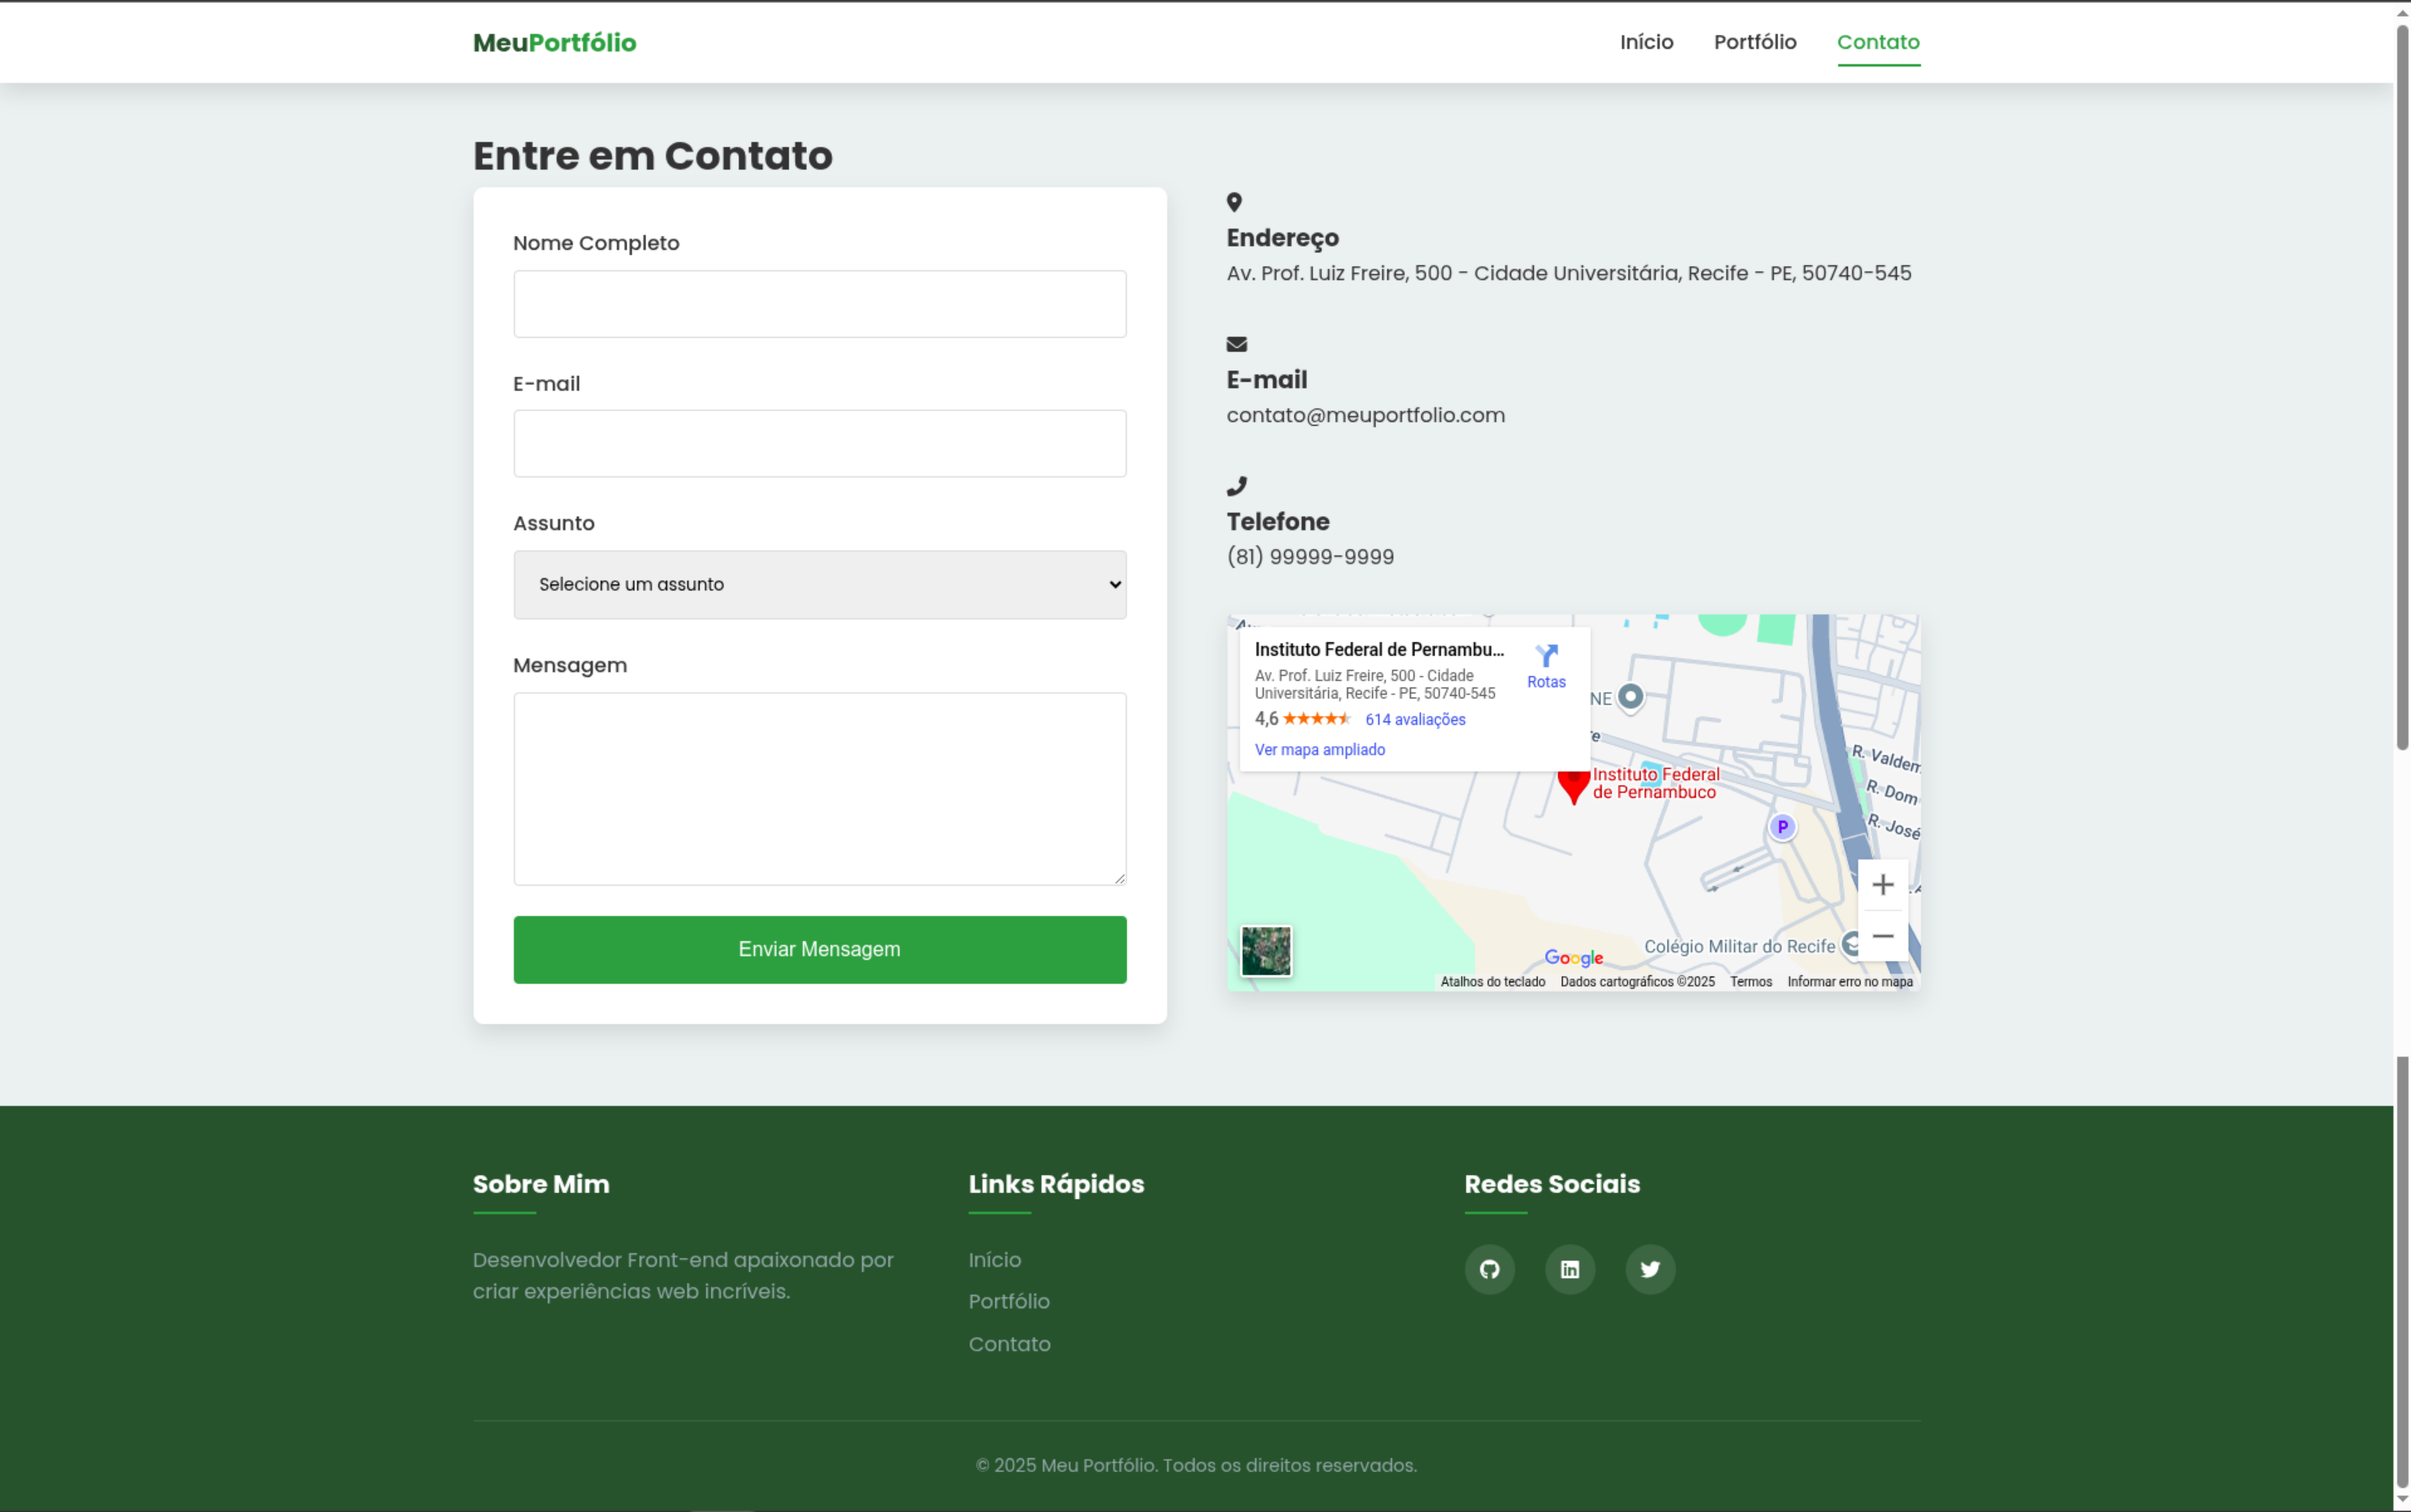 MeuPortfólio
Início
Portfólio
Contato
Entre em Contato
Nome Completo
E-mail
Assunto
Selecione um assunto
Mensagem
Enviar Mensagem
Endereço
Av. Prof. Luiz Freire, 500 - Cidade Universitária, Recife - PE, 50740-545
E-mail
contato@meuportfolio.com
Telefone
(81) 99999-9999
Instituto Federal de Pernambu...
Av. Prof. Luiz Freire, 500 - Cidade
Universitária, Recife - PE, 50740-545
Rotas
4,6
614 avaliações
Ver mapa ampliado
NE
R. Valdem
R. Dom
R. José
Instituto Federal
de Pernambuco
P
Colégio Militar do Recife
Google
Atalhos do teclado
Dados cartográficos ©2025
Termos
Informar erro no mapa
Sobre Mim
Desenvolvedor Front-end apaixonado por
criar experiências web incríveis.
Links Rápidos
Início
Portfólio
Contato
Redes Sociais
in
© 2025 Meu Portfólio. Todos os direitos reservados.